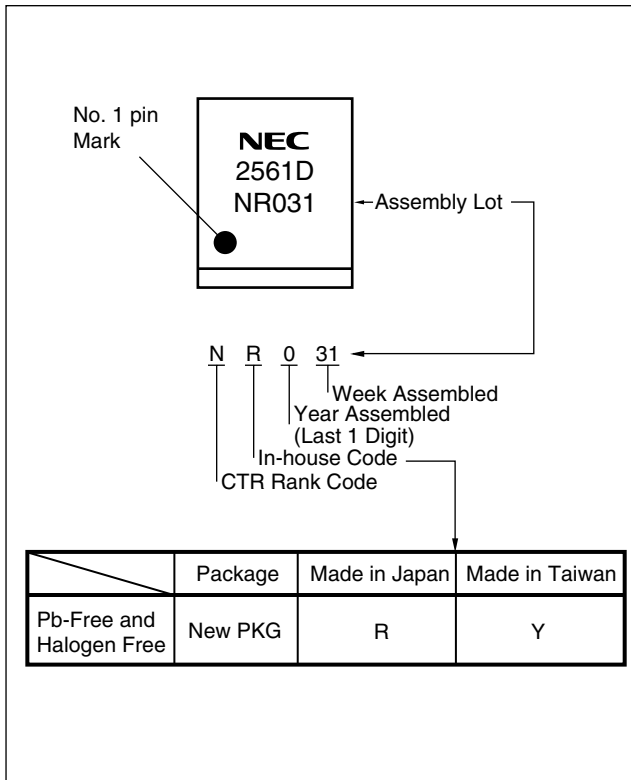 No. 1 pin
Mark
NEC
2561D
NR031
Assembly Lot
N R 0 31
Week Assembled
Year Assembled
(Last 1 Digit)
In-house Code
CTR Rank Code
Package Made in Japan Made in Taiwan
Pb-Free and
Halogen Free New PKG R Y